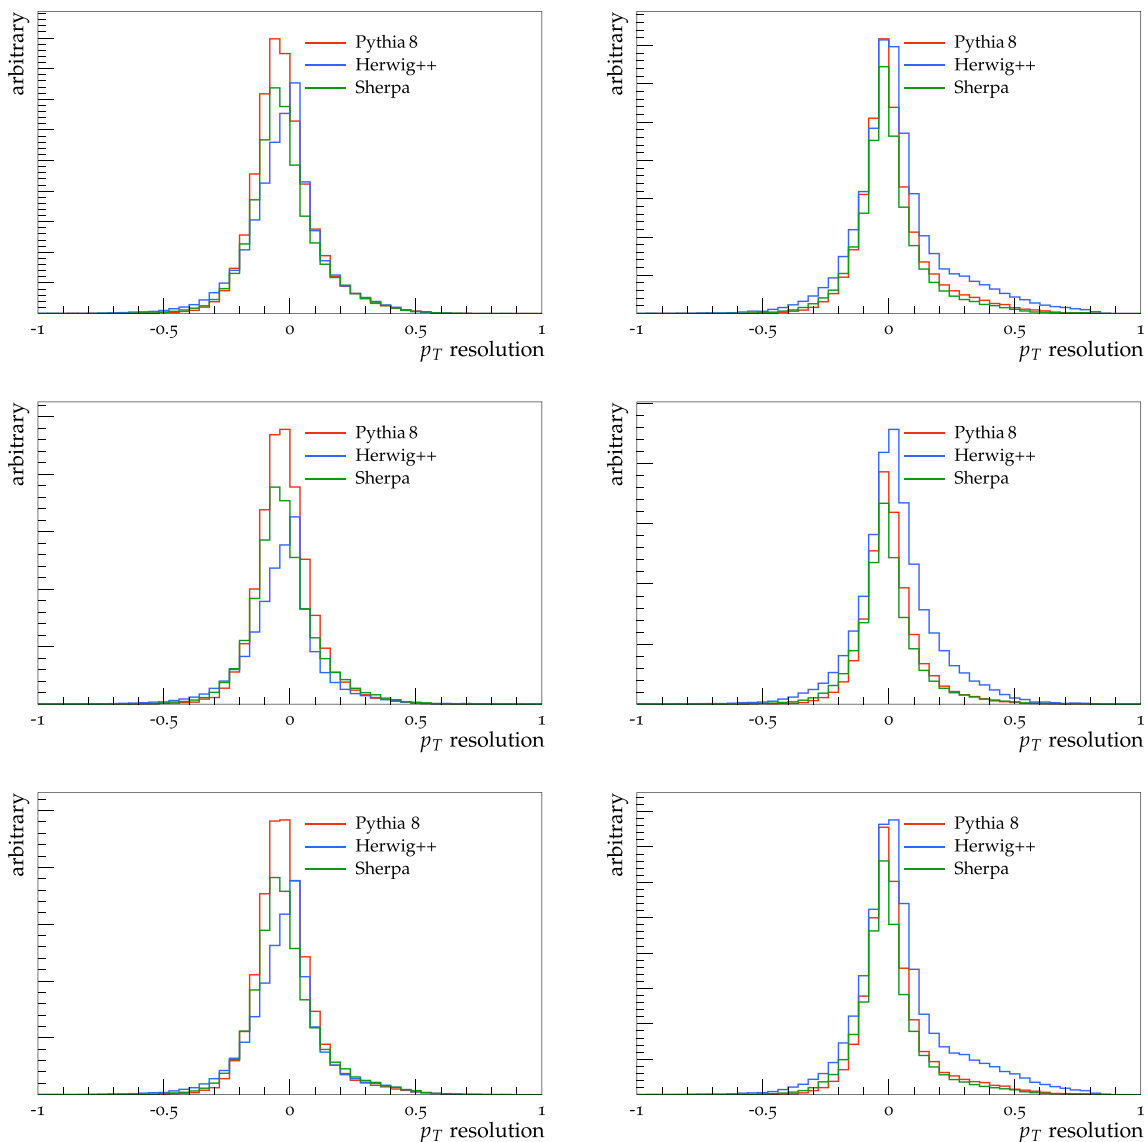 arbitrary
Pythia 8
Herwig++
Sherpa
-1 -0.5 0 0.5 1
p_T resolution
arbitrary
Pythia 8
Herwig++
Sherpa
-1 -0.5 0 0.5 1
p_T resolution
arbitrary
Pythia 8
Herwig++
Sherpa
-1 -0.5 0 0.5 1
p_T resolution
arbitrary
Pythia 8
Herwig++
Sherpa
-1 -0.5 0 0.5 1
p_T resolution
arbitrary
Pythia 8
Herwig++
Sherpa
-1 -0.5 0 0.5 1
p_T resolution
arbitrary
Pythia 8
Herwig++
Sherpa
-1 -0.5 0 0.5 1
p_T resolution